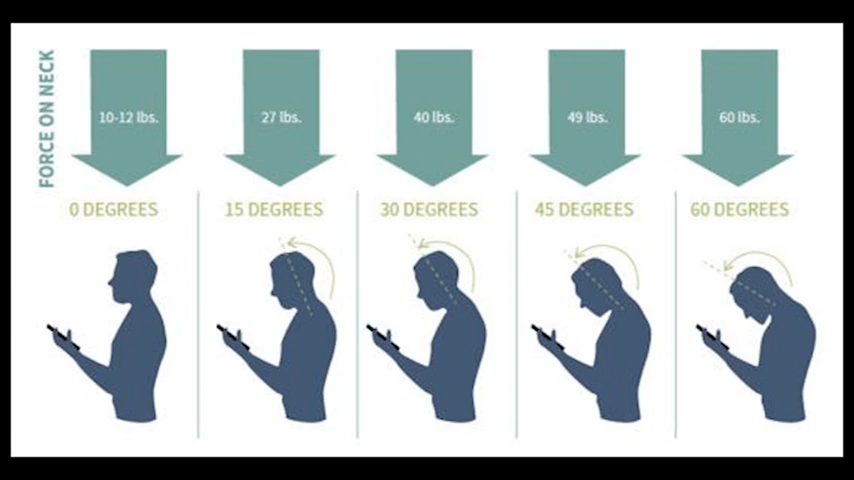 FORCE ON NECK
10-12 lbs.
27 lbs.
40 lbs.
49 lbs.
60 lbs.
0 DEGREES
15 DEGREES
30 DEGREES
45 DEGREES
60 DEGREES